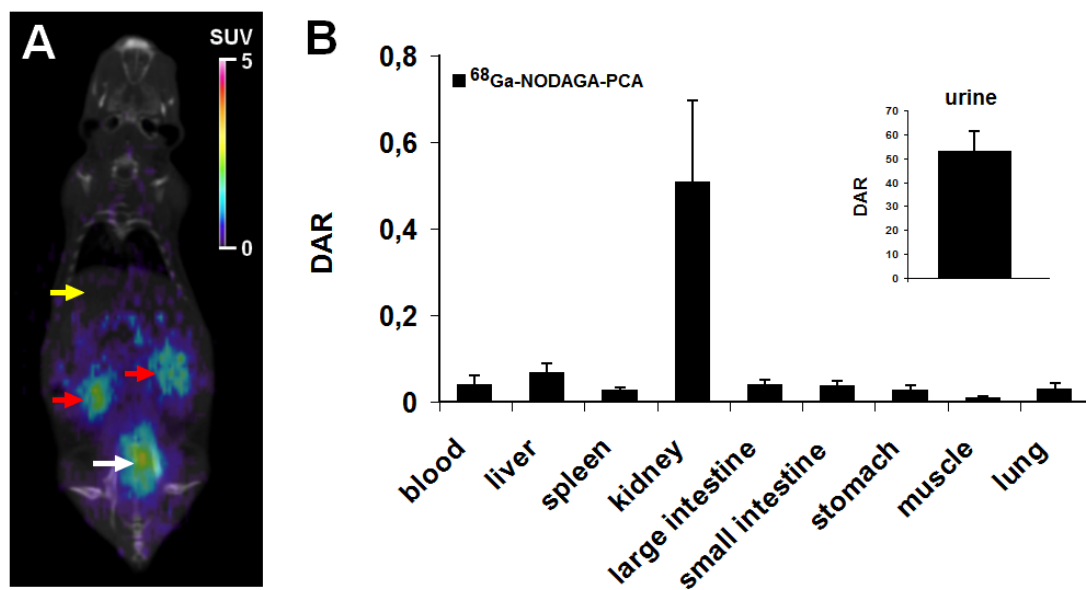 A
SUV
5
0
B
0,8
0,6
0,4
0,2
0
DAR
⁶⁸Ga-NODAGA-PCA
urine
70
60
50
40
30
20
10
0
DAR
blood
liver
spleen
kidney
large intestine
small intestine
stomach
muscle
lung